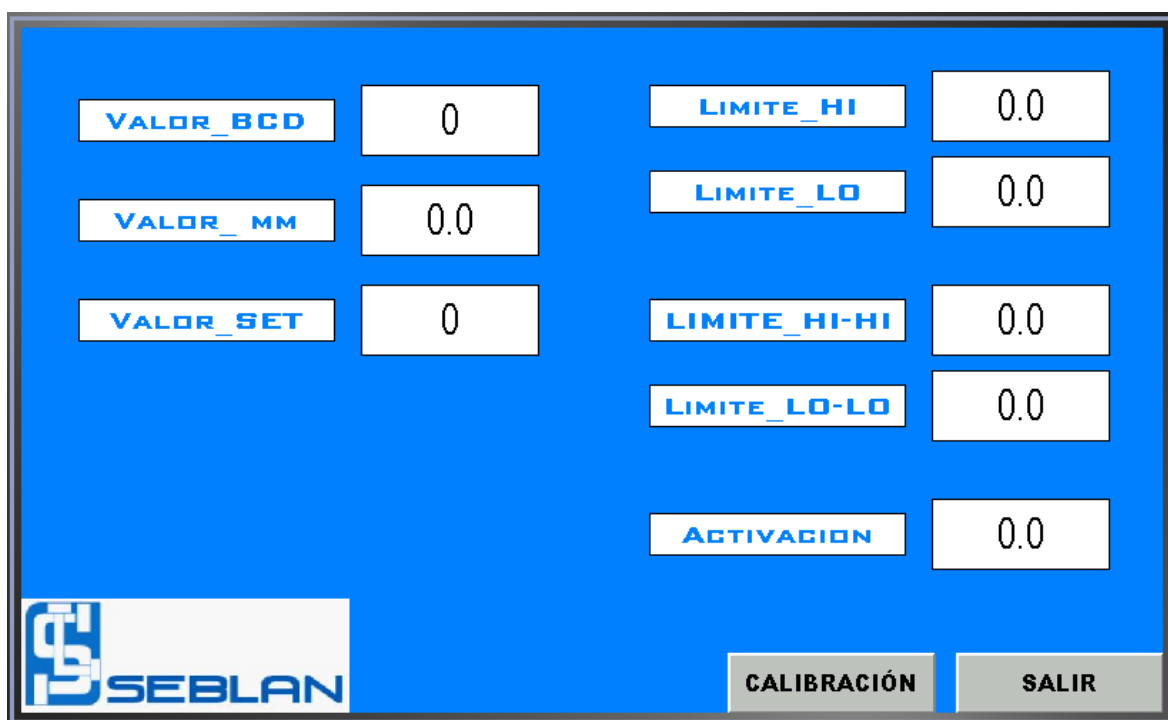 Valor_BCD
0
Valor_ mm
0.0
Valor_SET
0
Limite_HI
0.0
Limite_LO
0.0
LIMITE_HI-HI
0.0
Limite_LO-LO
0.0
Activacion
0.0
SEBLAN
CALIBRACIÓN
SALIR